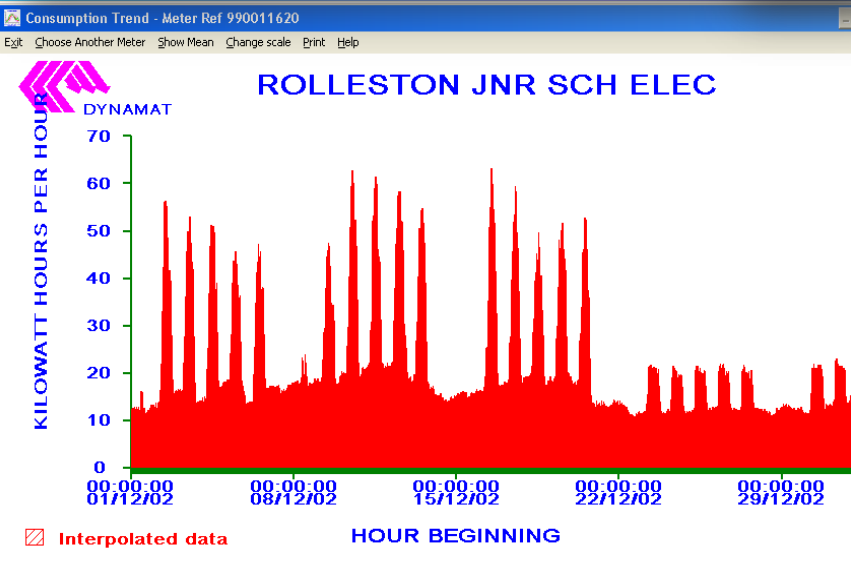 Consumption Trend - Meter Ref 990011620
Exit Choose Another Meter Show Mean Change scale Print Help
DYNAMAT
ROLLESTON JNR SCH ELEC
KILOWATT HOURS PER HOUR
70
60
50
40
30
20
10
0
00:00:00 00:00:00 00:00:00 00:00:00 00:00:00
01/12/02 08/12/02 15/12/02 22/12/02 29/12/02
Interpolated data
HOUR BEGINNING